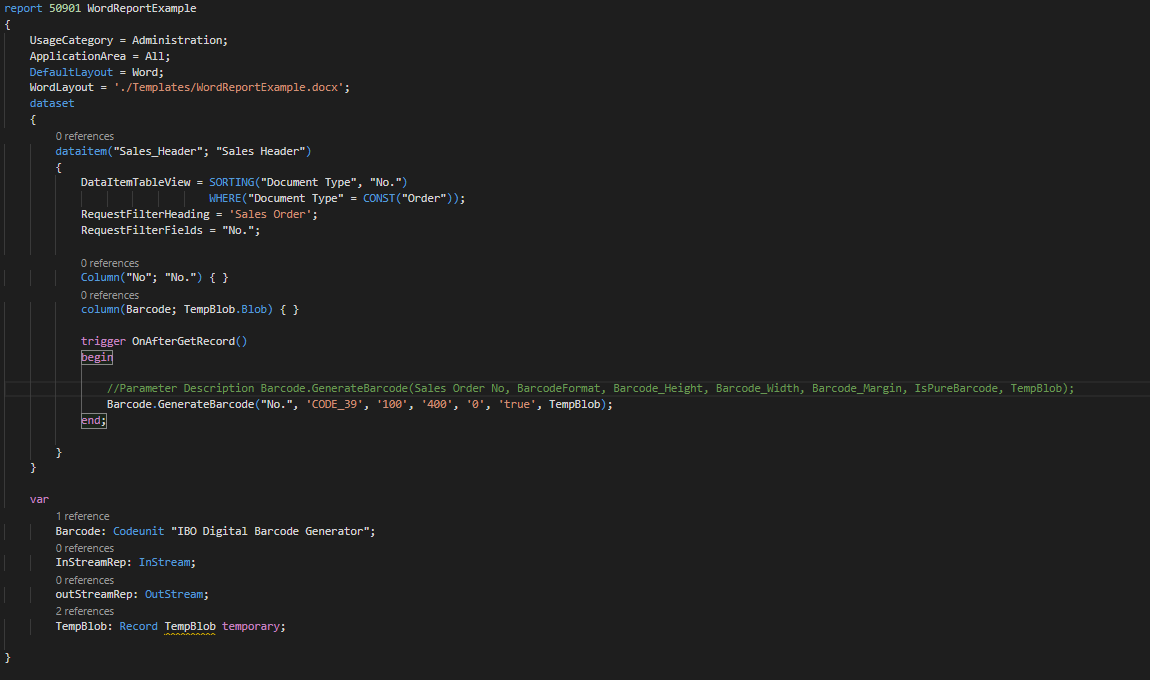 report 50901 WordReportExample
{
UsageCategory = Administration;
ApplicationArea = All;
DefaultLayout = Word;
WordLayout = './Templates/WordReportExample.docx';
dataset
{
0 references
dataitem("Sales_Header"; "Sales Header")
{
DataItemTableView = SORTING("Document Type", "No.")
WHERE("Document Type" = CONST("Order"));
RequestFilterHeading = 'Sales Order';
RequestFilterFields = "No.";
0 references
Column("No"; "No.") { }
0 references
column(Barcode; TempBlob.Blob) { }
trigger OnAfterGetRecord()
begin
//Parameter Description Barcode.GenerateBarcode(Sales Order No, BarcodeFormat, Barcode_Height, Barcode_Width, Barcode_Margin, IsPureBarcode, TempBlob);
Barcode.GenerateBarcode("No.", 'CODE_39', '100', '400', '0', 'true', TempBlob);
end;
}
}
var
1 reference
Barcode: Codeunit "IBO Digital Barcode Generator";
0 references
InStreamRep: InStream;
0 references
outStreamRep: OutStream;
2 references
TempBlob: Record TempBlob temporary;
}